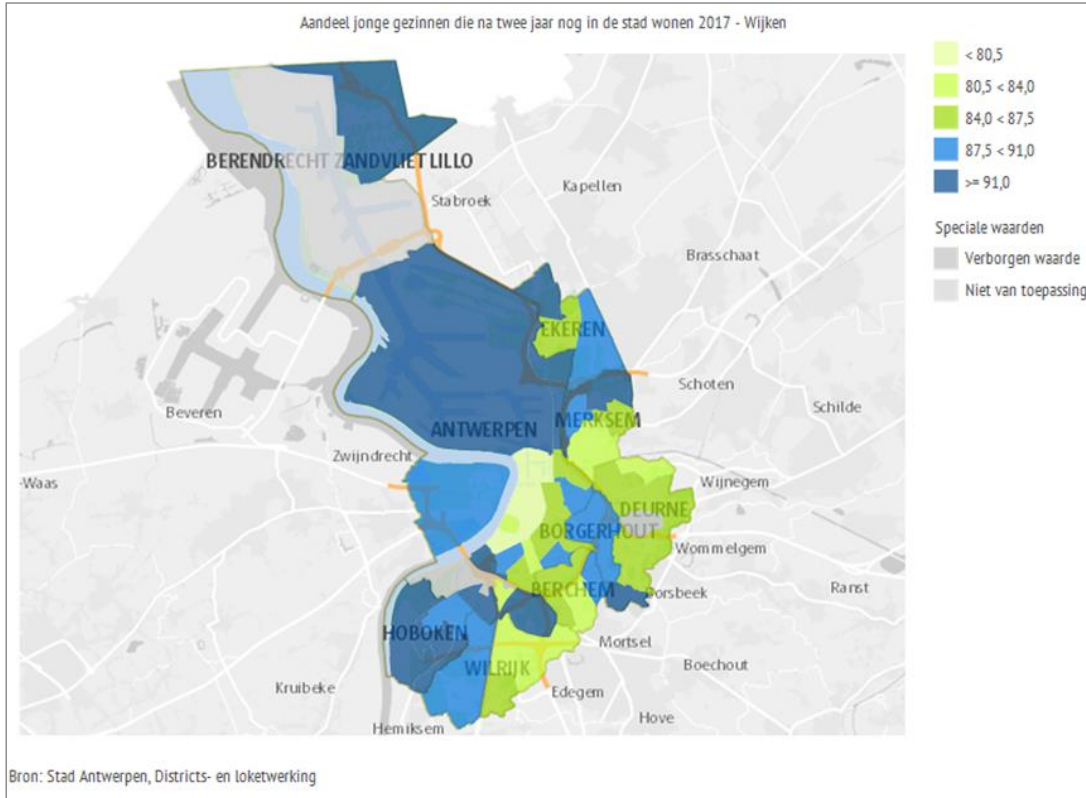 Aandeel jonge gezinnen die na twee jaar nog in de stad wonen 2017 - Wijken
< 80,5
80,5 < 84,0
84,0 < 87,5
87,5 < 91,0
>= 91,0
Speciale waarden
Verborgen waarde
Niet van toepassing
BERENDRECHT ZANDVLIET LILLO
Kapellen
Stabroek
Brasschaat
EKEREN
Schoten
Schilde
Beveren
MERKSEM
ANTWERPEN
Zwijndrecht
-Waas
Wijnegem
DEURNE
BORGERHOUT
Wommelgem
Ranst
BERCHEM
Borsbeek
HOBOKEN
Mortsel
Boechout
WILRIJK
Kruibeke
Edegem
Hove
Hemiksem
Bron: Stad Antwerpen, Districts- en loketwerking